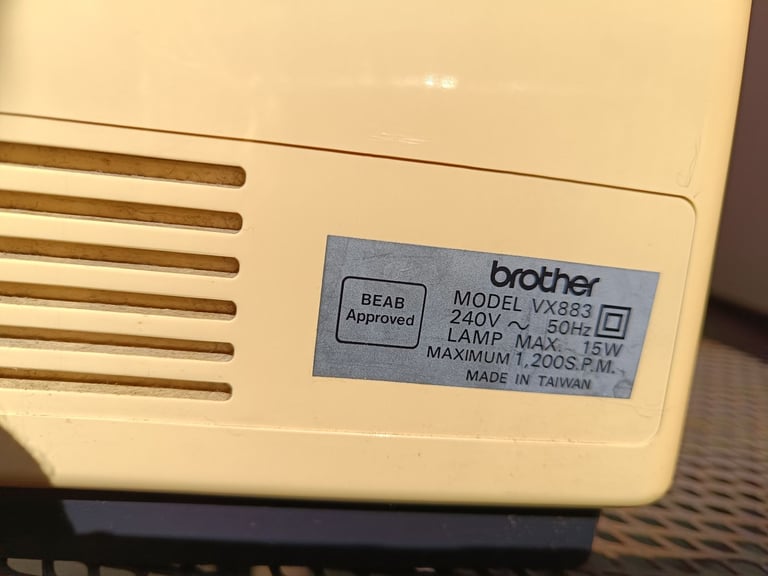 BEAB
Approved
brother
MODEL VX883
240V ~ 50Hz
LAMP MAX. 15W
MAXIMUM 1,200S.P.M.
MADE IN TAIWAN